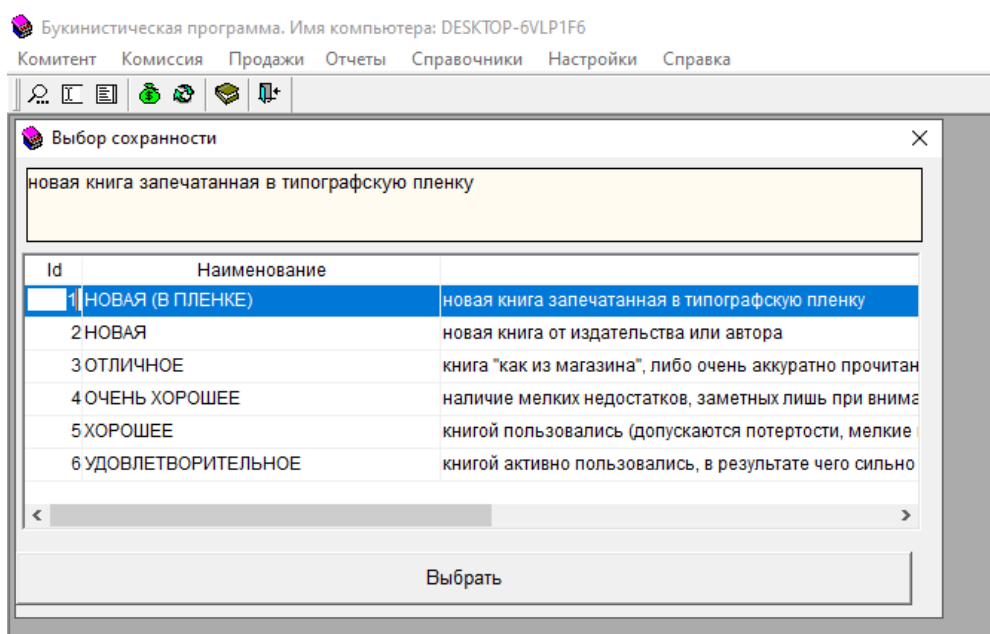 Букинистическая программа. Имя компьютера: DESKTOP-6VLP1F6
Комитент Комиссия Продажи Отчеты Справочники Настройки Справка
Выбор сохранности
новая книга запечатанная в типографскую пленку
Id Наименование
1 НОВАЯ (В ПЛЕНКЕ) новая книга запечатанная в типографскую пленку
2 НОВАЯ новая книга от издательства или автора
3 ОТЛИЧНОЕ книга "как из магазина", либо очень аккуратно прочитан
4 ОЧЕНЬ ХОРОШЕЕ наличие мелких недостатков, заметных лишь при внима
5 ХОРОШЕЕ книгой пользовались (допускаются потертости, мелкие
6 УДОВЛЕТВОРИТЕЛЬНОЕ книгой активно пользовались, в результате чего сильно
Выбрать